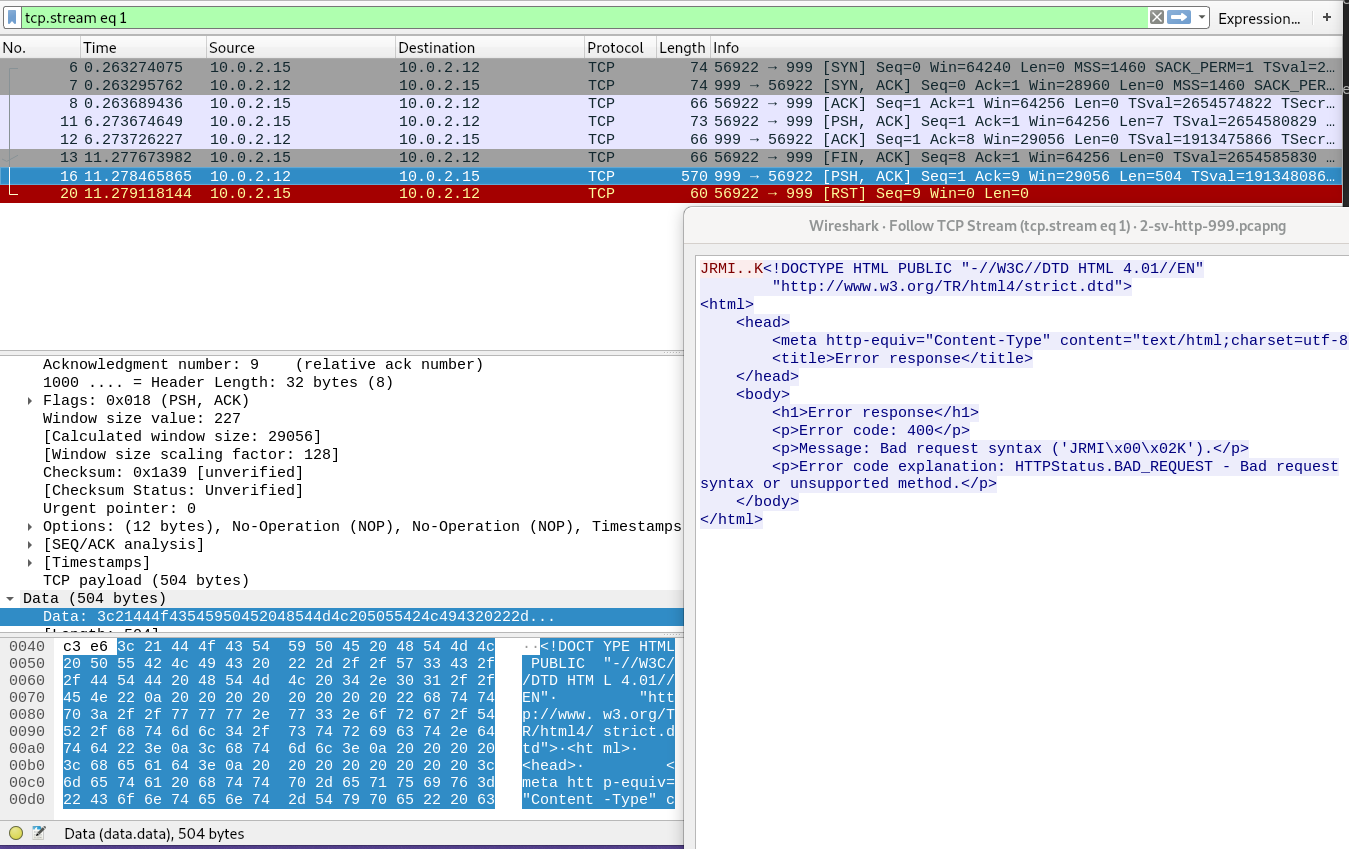 tcp.stream eq 1
Expression...
+
No. Time Source Destination Protocol Length Info
6 0.263274075 10.0.2.15 10.0.2.12 TCP 74 56922 → 999 [SYN] Seq=0 Win=64240 Len=0 MSS=1460 SACK_PERM=1 TSval=2…
7 0.263295762 10.0.2.12 10.0.2.15 TCP 74 999 → 56922 [SYN, ACK] Seq=0 Ack=1 Win=28960 Len=0 MSS=1460 SACK_PER…
8 0.263689436 10.0.2.15 10.0.2.12 TCP 66 56922 → 999 [ACK] Seq=1 Ack=1 Win=64256 Len=0 TSval=2654574822 TSecr…
11 6.273674649 10.0.2.15 10.0.2.12 TCP 73 56922 → 999 [PSH, ACK] Seq=1 Ack=1 Win=64256 Len=7 TSval=2654580829 …
12 6.273726227 10.0.2.12 10.0.2.15 TCP 66 999 → 56922 [ACK] Seq=1 Ack=8 Win=29056 Len=0 TSval=1913475866 TSecr…
13 11.277673982 10.0.2.15 10.0.2.12 TCP 66 56922 → 999 [FIN, ACK] Seq=8 Ack=1 Win=64256 Len=0 TSval=2654585830 …
16 11.278465865 10.0.2.12 10.0.2.15 TCP 570 999 → 56922 [PSH, ACK] Seq=1 Ack=9 Win=29056 Len=504 TSval=191348086…
20 11.279118144 10.0.2.15 10.0.2.12 TCP 60 56922 → 999 [RST] Seq=9 Win=0 Len=0
Wireshark · Follow TCP Stream (tcp.stream eq 1) · 2-sv-http-999.pcapng
JRMI..K<!DOCTYPE HTML PUBLIC "-//W3C//DTD HTML 4.01//EN"
"http://www.w3.org/TR/html4/strict.dtd">
<html>
<head>
<meta http-equiv="Content-Type" content="text/html;charset=utf-8
<title>Error response</title>
</head>
<body>
<h1>Error response</h1>
<p>Error code: 400</p>
<p>Message: Bad request syntax ('JRMI\x00\x02K').</p>
<p>Error code explanation: HTTPStatus.BAD_REQUEST - Bad request
syntax or unsupported method.</p>
</body>
</html>
Acknowledgment number: 9 (relative ack number)
1000 .... = Header Length: 32 bytes (8)
Flags: 0x018 (PSH, ACK)
Window size value: 227
[Calculated window size: 29056]
[Window size scaling factor: 128]
Checksum: 0x1a39 [unverified]
[Checksum Status: Unverified]
Urgent pointer: 0
Options: (12 bytes), No-Operation (NOP), No-Operation (NOP), Timestamps
[SEQ/ACK analysis]
[Timestamps]
TCP payload (504 bytes)
Data (504 bytes)
Data: 3c21444f43545950452048544d4c205055424c494320222d...
0040 c3 e6 3c 21 44 4f 43 54 59 50 45 20 48 54 4d 4c ··<!DOCT YPE HTML
0050 20 50 55 42 4c 49 43 20 22 2d 2f 2f 57 33 43 2f PUBLIC "-//W3C/
0060 2f 44 54 44 20 48 54 4d 4c 20 34 2e 30 31 2f 2f /DTD HTM L 4.01//
0070 45 4e 22 0a 20 20 20 20 20 20 20 20 22 68 74 74 EN"· "htt
0080 70 3a 2f 2f 77 77 77 2e 77 33 2e 6f 72 67 2f 54 p://www. w3.org/T
0090 52 2f 68 74 6d 6c 34 2f 73 74 72 69 63 74 2e 64 R/html4/ strict.d
00a0 74 64 22 3e 0a 3c 68 74 6d 6c 3e 0a 20 20 20 20 td">·<ht ml>·
00b0 3c 68 65 61 64 3e 0a 20 20 20 20 20 20 20 20 3c <head>· <
00c0 6d 65 74 61 20 68 74 74 70 2d 65 71 75 69 76 3d meta htt p-equiv=
00d0 22 43 6f 6e 74 65 6e 74 2d 54 79 70 65 22 20 63 "Content -Type" c
Data (data.data), 504 bytes